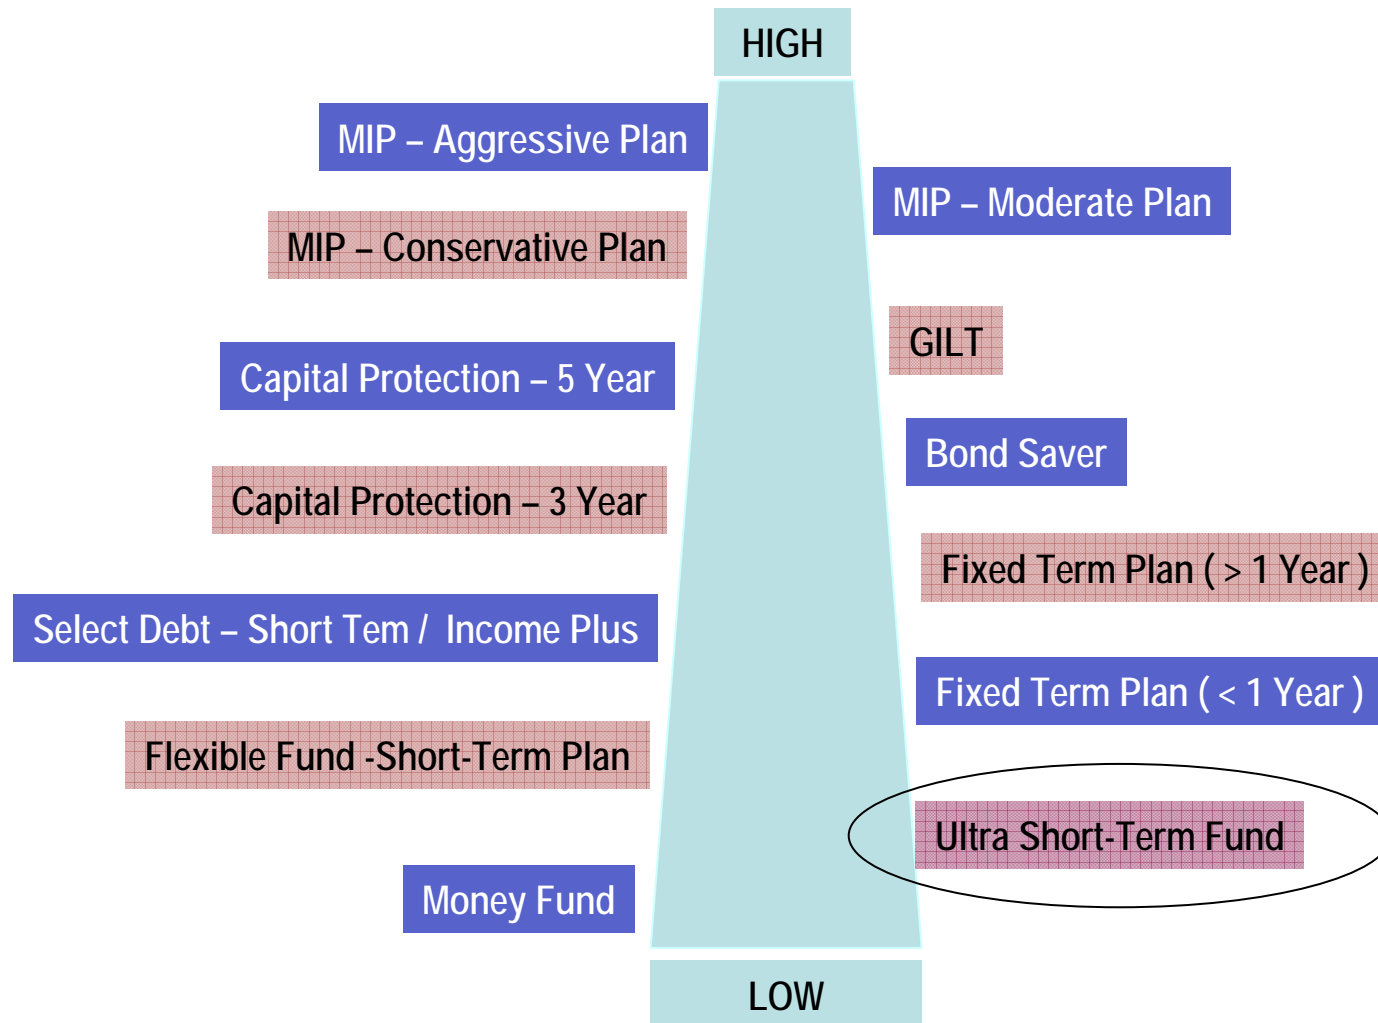 HIGH
MIP – Aggressive Plan
MIP – Moderate Plan
MIP – Conservative Plan
GILT
Capital Protection – 5 Year
Bond Saver
Capital Protection – 3 Year
Fixed Term Plan ( > 1 Year )
Select Debt – Short Tem / Income Plus
Fixed Term Plan ( < 1 Year )
Flexible Fund -Short-Term Plan
Ultra Short-Term Fund
Money Fund
LOW